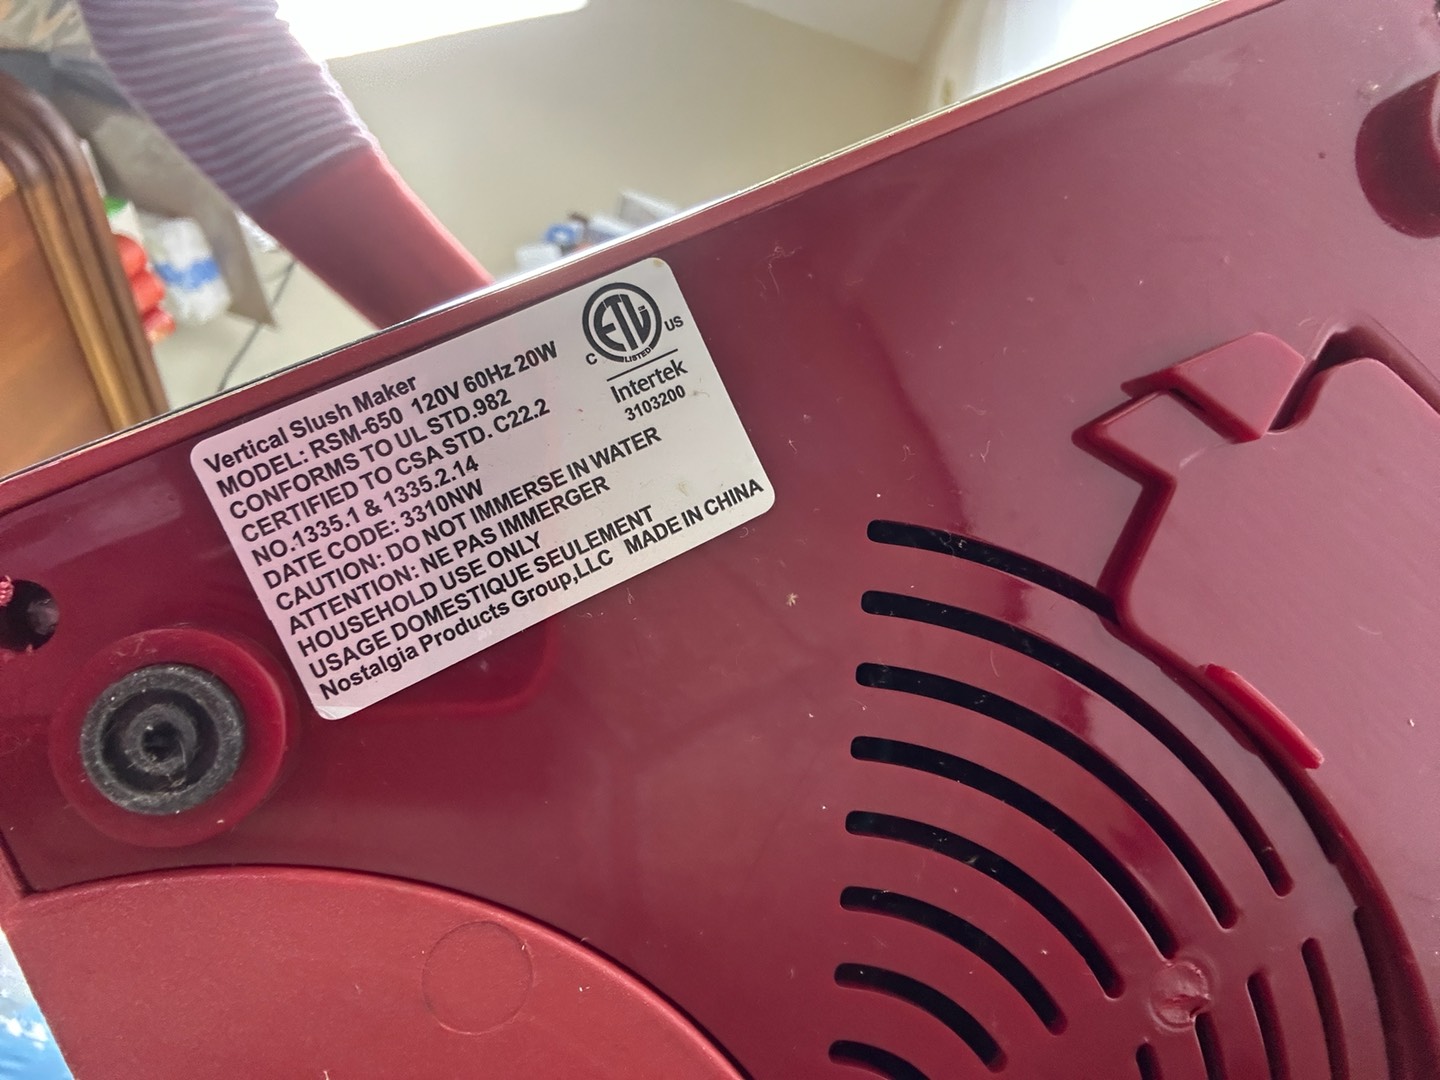 Vertical Slush Maker
MODEL: RSM-650 120V 60Hz 20W
CONFORMS TO UL STD.982
CERTIFIED TO CSA STD. C22.2
NO.1335.1 & 1335.2.14
DATE CODE: 3310NW
CAUTION: DO NOT IMMERSE IN WATER
ATTENTION: NE PAS IMMERGER
HOUSEHOLD USE ONLY
USAGE DOMESTIQUE SEULEMENT
Nostalgia Products Group,LLC MADE IN CHINA
ETL
LISTED
C US
Intertek
3103200